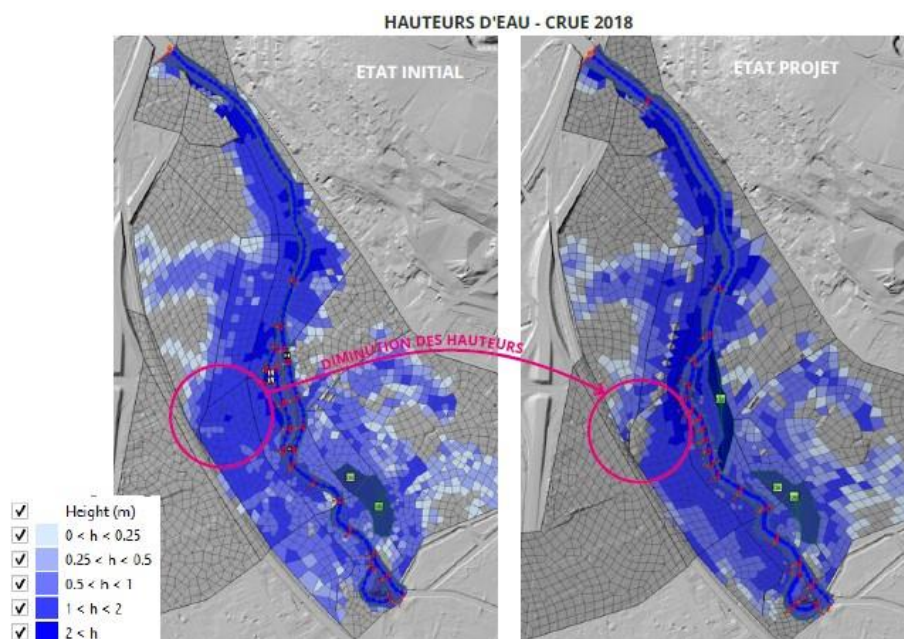 HAUTEURS D'EAU - CRUE 2018
ETAT INITIAL
ETAT PROJET
DIMINUTION DES HAUTEURS
Height (m)
0 < h < 0.25
0.25 < h < 0.5
0.5 < h < 1
1 < h < 2
2 < h